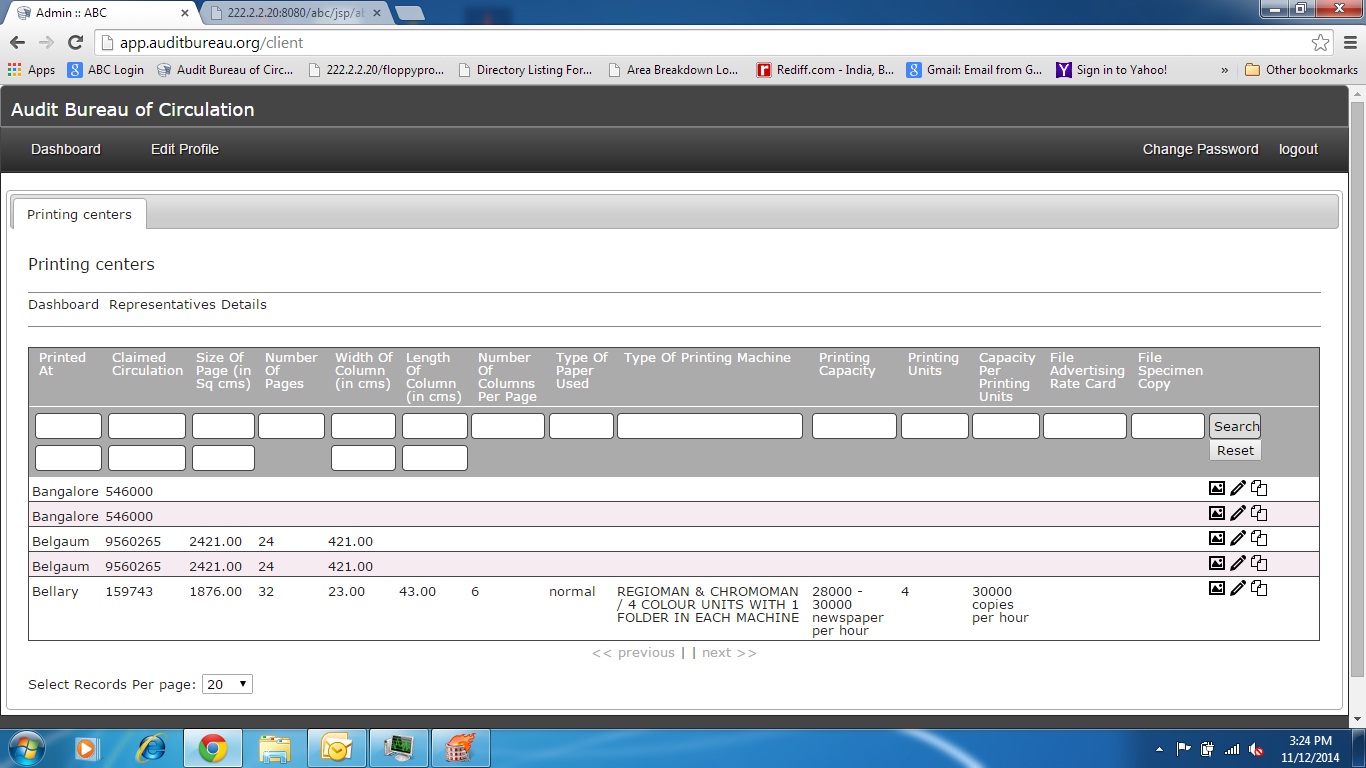 Admin :: ABC
222.2.2.20:8080/abc/jsp/al
app.auditbureau.org/client
Apps ABC Login Audit Bureau of Circ... 222.2.2.20/floppypro... Directory Listing For... Area Breakdown Lo... Rediff.com - India, B... Gmail: Email from G... Sign in to Yahoo! » Other bookmarks
Audit Bureau of Circulation
Dashboard Edit Profile Change Password logout
Printing centers
Printing centers
Dashboard Representatives Details
Printed At
Claimed Circulation
Size Of Page (in Sq cms)
Number Of Pages
Width Of Column (in cms)
Length Of Column (in cms)
Number Of Columns Per Page
Type Of Paper Used
Type Of Printing Machine
Printing Capacity
Printing Units
Capacity Per Printing Units
File Advertising Rate Card
File Specimen Copy
Search
Reset
Bangalore 546000
Bangalore 546000
Belgaum 9560265 2421.00 24 421.00
Belgaum 9560265 2421.00 24 421.00
Bellary 159743 1876.00 32 23.00 43.00 6 normal REGIOMAN & CHROMOMAN 28000 - 4 30000
/ 4 COLOUR UNITS WITH 1 30000 copies
FOLDER IN EACH MACHINE newspaper per hour
per hour
<< previous | | next >>
Select Records Per page: 20
3:24 PM
11/12/2014